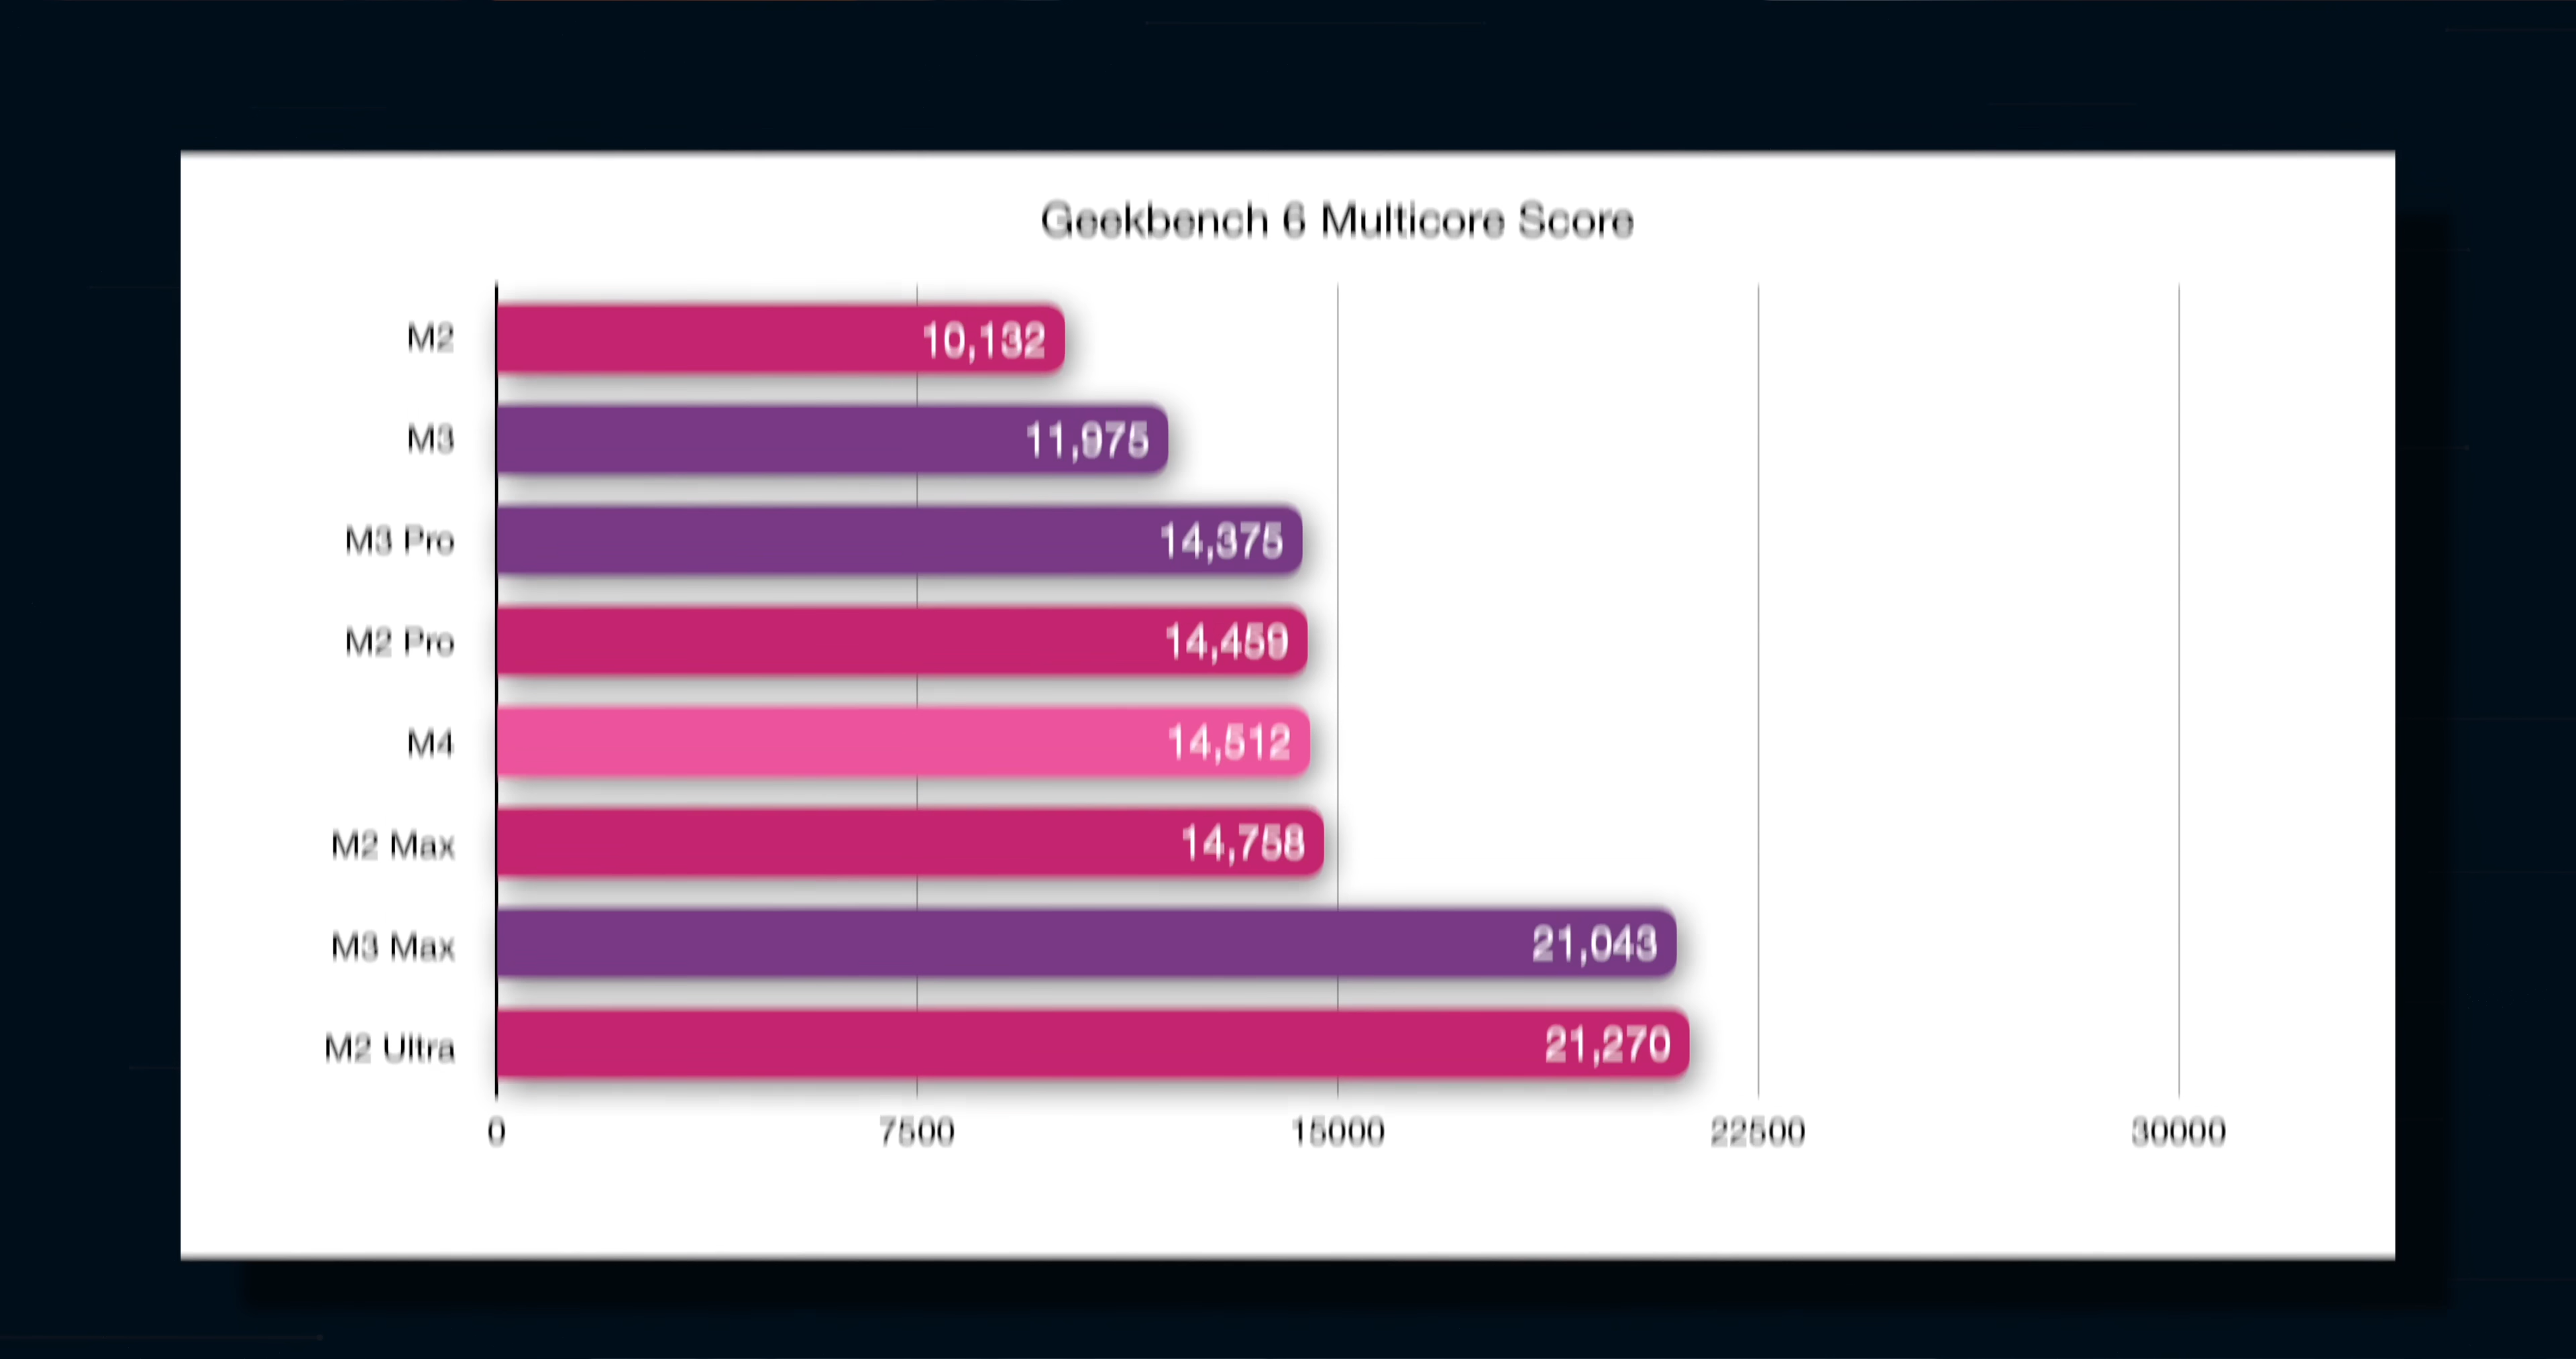 Geekbench 6 Multicore Score
M2 10,132
M3 11,975
M3 Pro 14,375
M2 Pro 14,459
M4 14,512
M2 Max 14,758
M3 Max 21,043
M2 Ultra 21,270
0 7500 15000 22500 30000